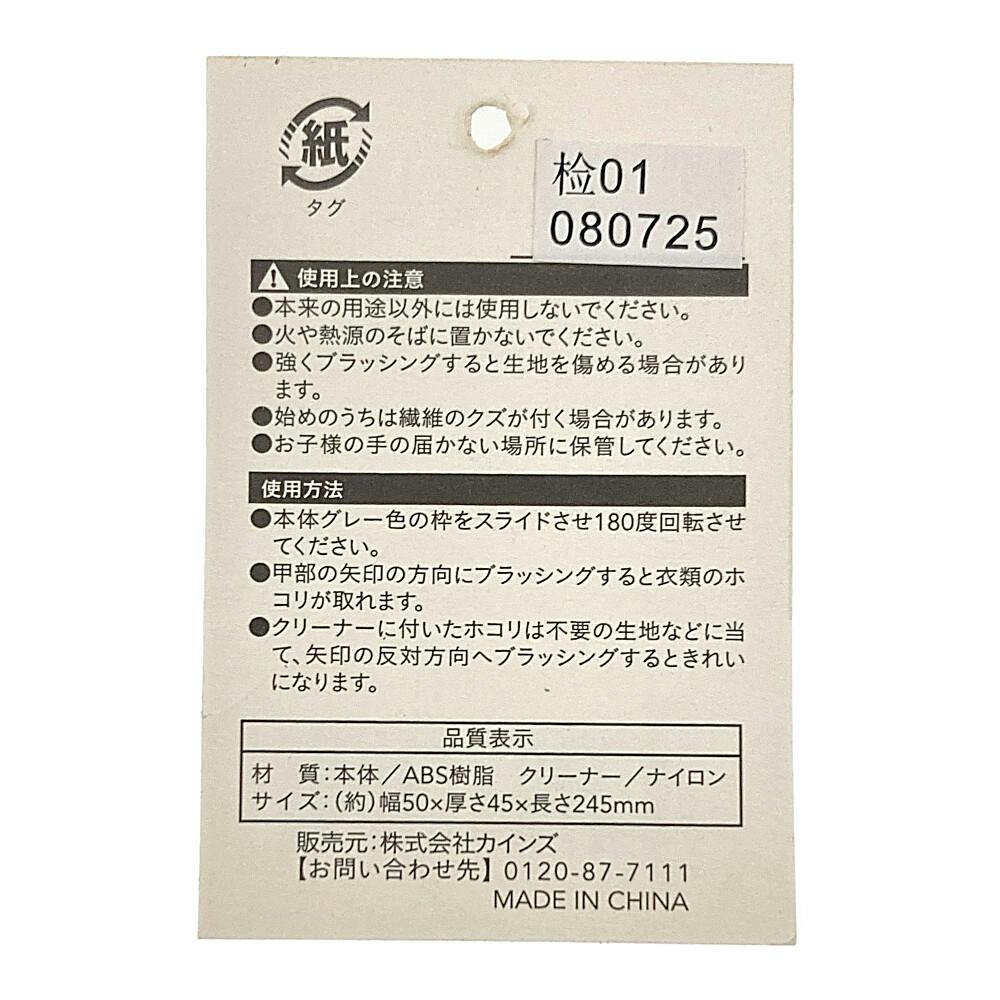 紙
タグ
检01
080725
使用上の注意
●本来の用途以外には使用しないでください。
●火や熱源のそばに置かないでください。
●強くブラッシングすると生地を傷める場合があり
ます。
●始めのうちは繊維のクズが付く場合があります。
●お子様の手の届かない場所に保管してください。
使用方法
●本体グレー色の枠をスライドさせ180度回転させ
てください。
●甲部の矢印の方向にブラッシングすると衣類のホ
コリが取れます。
●クリーナーに付いたホコリは不要の生地などに当
て、矢印の反対方向へブラッシングするときれい
になります。
品質表示
材　質：本体／ABS樹脂　クリーナー／ナイロン
サイズ：（約）幅50×厚さ45×長さ245mm
販売元：株式会社カインズ
【お問い合わせ先】0120-87-7111
MADE IN CHINA